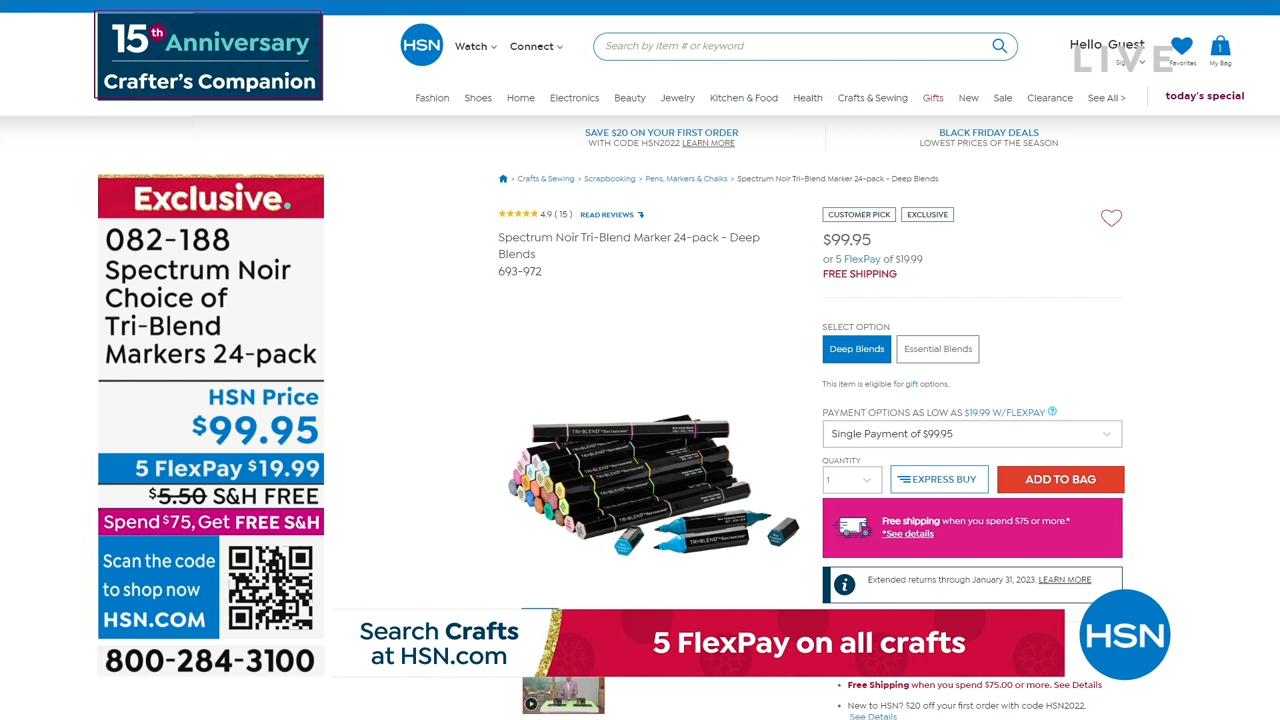 15th Anniversary
Crafter's Companion
HSN
Watch
Connect
Search by item # or keyword
Hello, Guest
LIVE
Favorites
1
My Bag
Fashion Shoes Home Electronics Beauty Jewelry Kitchen & Food Health Crafts & Sewing Gifts New Sale Clearance See All >
today's special
SAVE $20 ON YOUR FIRST ORDER
WITH CODE HSN2022 LEARN MORE
BLACK FRIDAY DEALS
LOWEST PRICES OF THE SEASON
> Crafts & Sewing > Scrapbooking > Pens, Markers & Chalks > Spectrum Noir Tri-Blend Marker 24-pack - Deep Blends
Exclusive.
082-188
Spectrum Noir
Choice of
Tri-Blend
Markers 24-pack
HSN Price
$99.95
5 FlexPay $19.99
$5.50 S&H FREE
Spend $75, Get FREE S&H
Scan the code
to shop now
HSN.COM
800-284-3100
4.9 ( 15 ) READ REVIEWS
Spectrum Noir Tri-Blend Marker 24-pack - Deep
Blends
693-972
TRI-BLEND
TRI-BLEND
CUSTOMER PICK
EXCLUSIVE
$99.95
or 5 FlexPay of $19.99
FREE SHIPPING
SELECT OPTION
Deep Blends
Essential Blends
This item is eligible for gift options.
PAYMENT OPTIONS AS LOW AS $19.99 W/FLEXPAY ?
Single Payment of $99.95
QUANTITY
1
EXPRESS BUY
ADD TO BAG
Free shipping when you spend $75 or more.*
*See details
Extended returns through January 31, 2023. LEARN MORE
Search Crafts
at HSN.com
5 FlexPay on all crafts
HSN
• Free Shipping when you spend $75.00 or more. See Details
• New to HSN? $20 off your first order with code HSN2022.
See Details